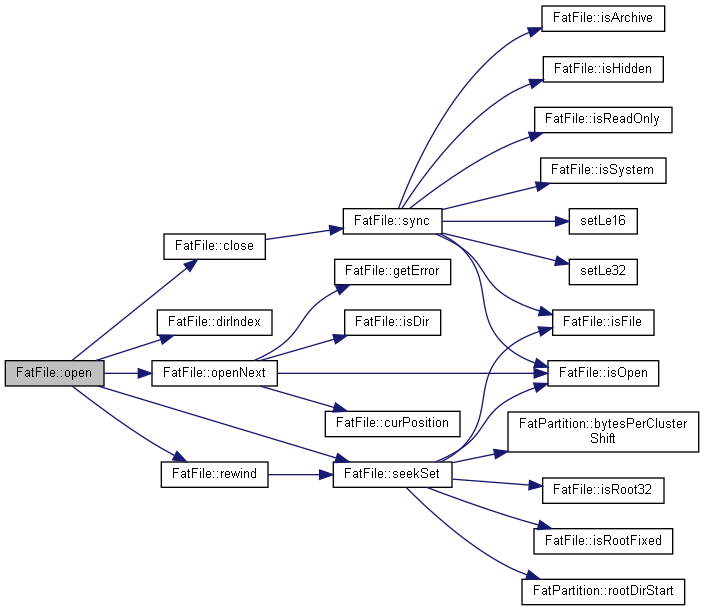 FatFile::isArchive
FatFile::isHidden
FatFile::isReadOnly
FatFile::isSystem
FatFile::sync
setLe16
FatFile::close
FatFile::getError
setLe32
FatFile::dirIndex
FatFile::isDir
FatFile::isFile
FatFile::open
FatFile::openNext
FatFile::isOpen
FatFile::curPosition
FatPartition::bytesPerCluster
Shift
FatFile::rewind
FatFile::seekSet
FatFile::isRoot32
FatFile::isRootFixed
FatPartition::rootDirStart